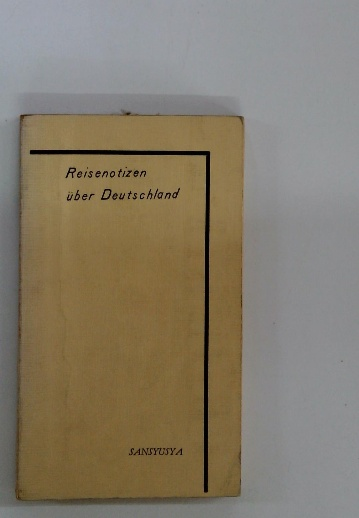 Reisenotizen
über Deutschland
SANSYUSYA